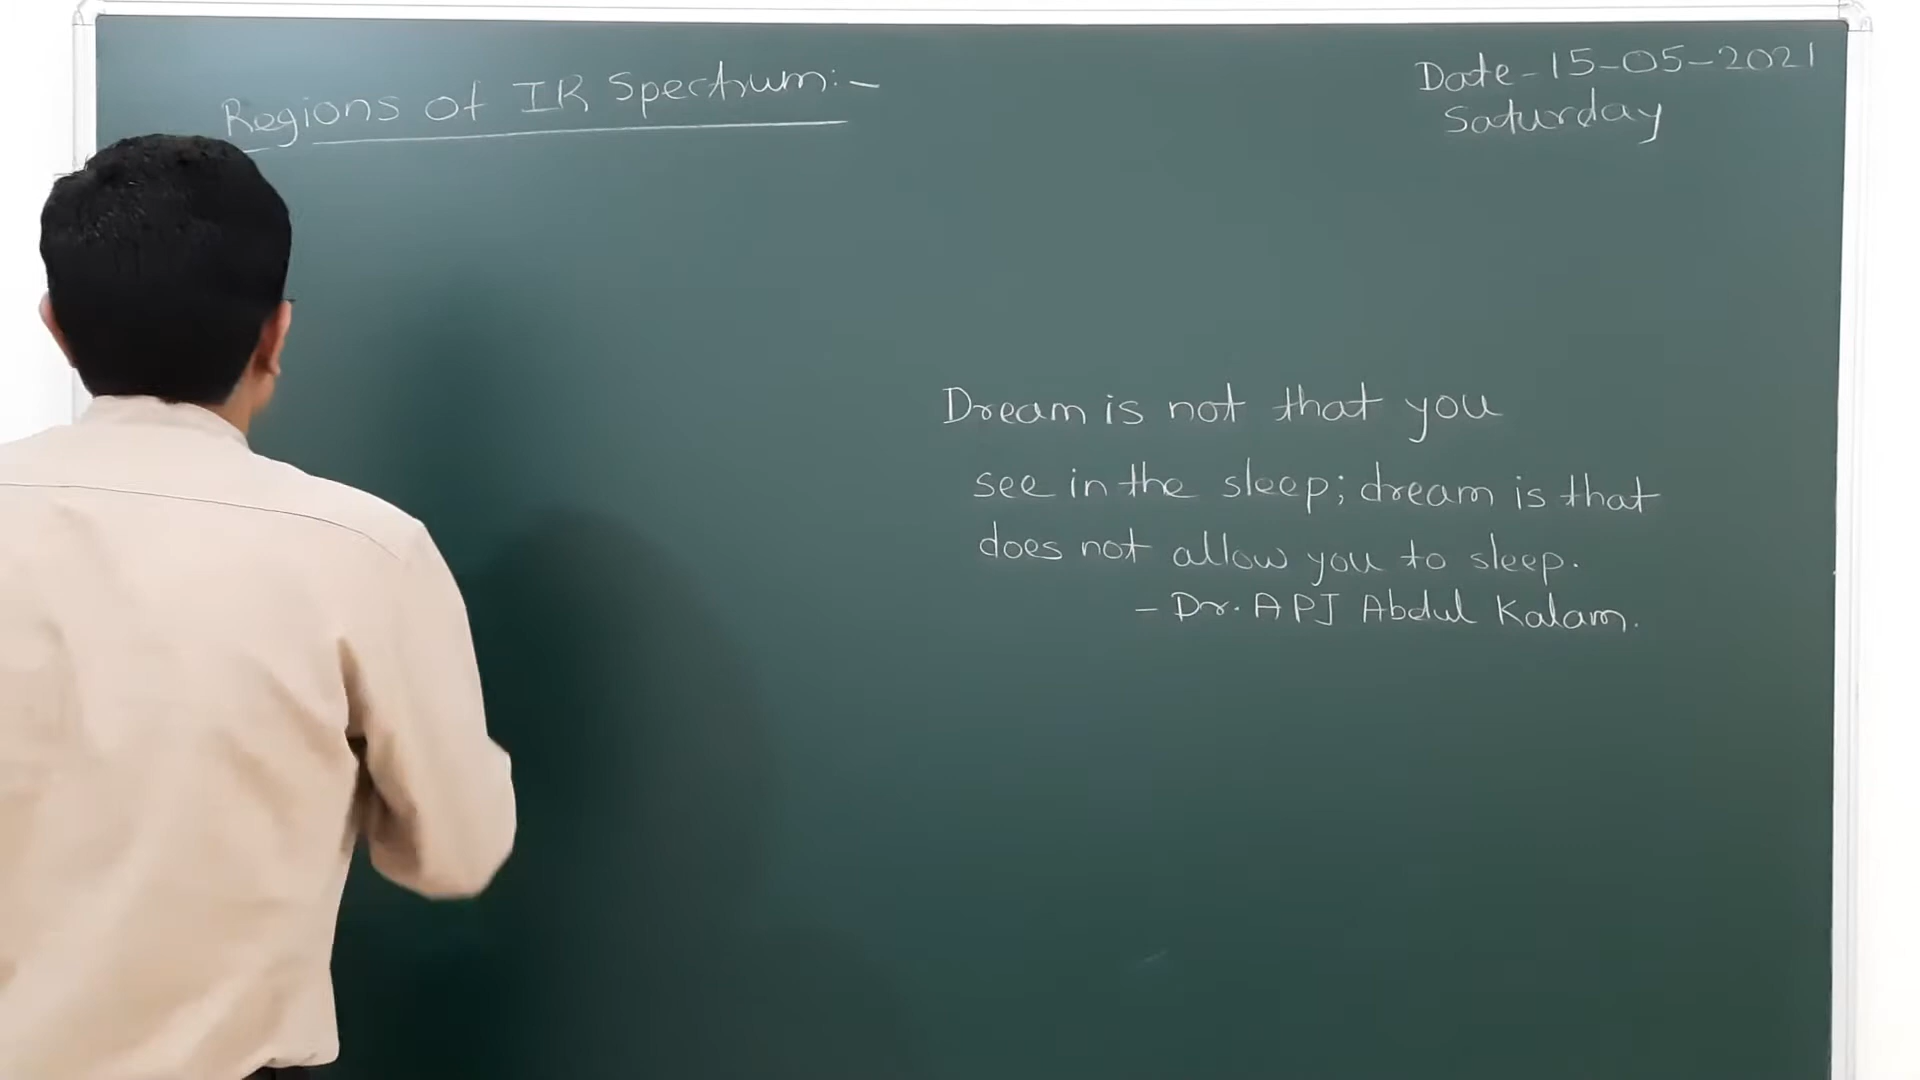 Regions of IR Spectrum:-
Date-15-05-2021
Saturday
Dream is not that you
see in the sleep; dream is that
does not allow you to sleep.
- Dr. APJ Abdul Kalam.